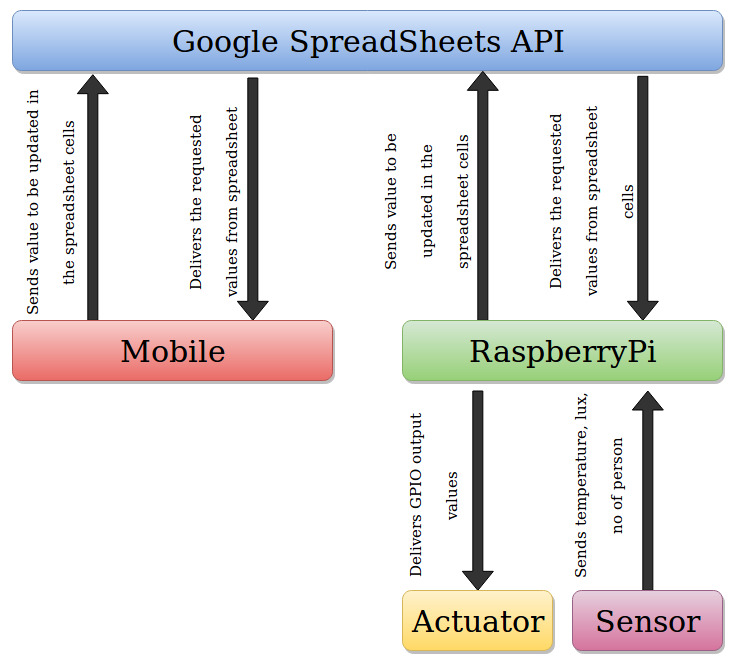 Google SpreadSheets API
Sends value to be updated in
the spreadsheet cells
Delivers the requested
values from spreadsheet
Sends value to be
updated in the
spreadsheet cells
Delivers the requested
values from spreadsheet
cells
Mobile
RaspberryPi
Delivers GPIO output
values
Sends temperature, lux,
no of person
Actuator
Sensor